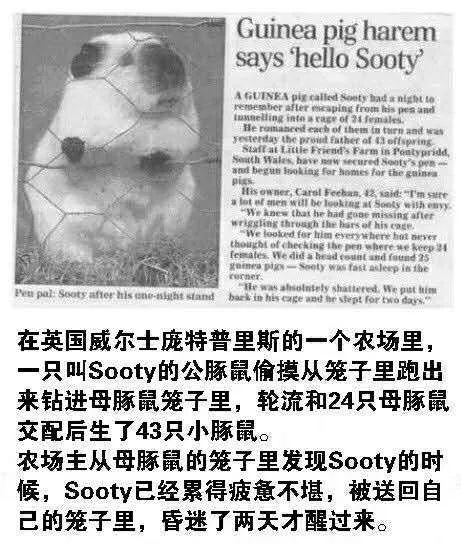 Guinea pig harem
says ‘hello Sooty’
A GUINEA pig called Sooty had a night to
remember after escaping from his pen and
tunnelling into a cage of 24 females.
He romanced each of them in turn and was
yesterday the proud father of 43 offspring.
Staff at Little Friend's Farm in Pontypridd,
South Wales, have now secured Sooty's pen —
and begun looking for homes for the guinea
pigs.
His owner, Carol Feehan, 42, said: "I'm sure
a lot of men will be looking at Sooty with envy.
"We knew that he had gone missing after
wriggling through the bars of his cage.
"We looked for him everywhere but never
thought of checking the pen where we keep 24
females. We did a head count and found 25
guinea pigs — Sooty was fast asleep in the
corner.
"He was absolutely shattered. We put him
back in his cage and he slept for two days."
Pen pal: Sooty after his one-night stand
在英国威尔士庞特普里斯的一个农场里，
一只叫Sooty的公豚鼠偷摸从笼子里跑出
来钻进母豚鼠笼子里，轮流和24只母豚鼠
交配后生了43只小豚鼠。
农场主从母豚鼠的笼子里发现Sooty的时
候，Sooty已经累得疲惫不堪，被送回自
己的笼子里，昏迷了两天才醒过来。